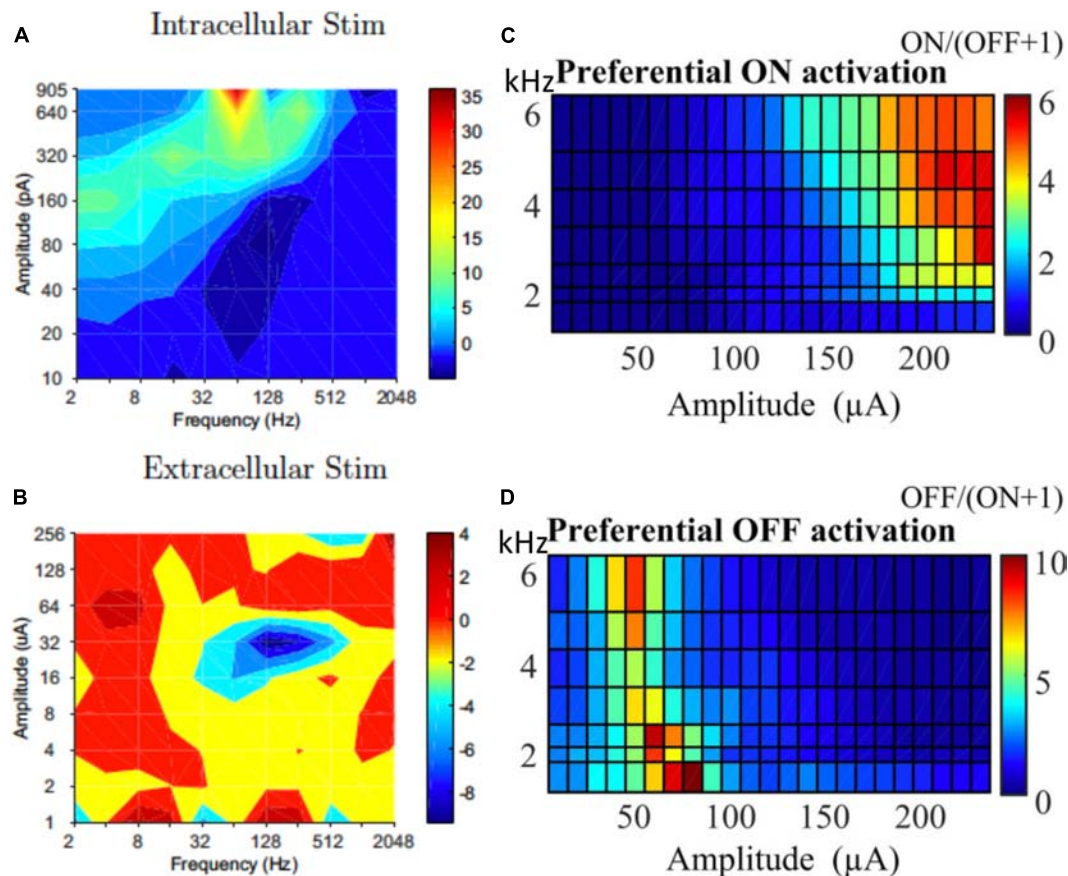 A
Intracellular Stim
905
640
320
160
80
40
20
10
Amplitude (pA)
2 8 32 128 512 2048
Frequency (Hz)
35
30
25
20
15
10
5
0
B
Extracellular Stim
256
128
64
32
16
8
4
2
1
Amplitude (uA)
2 8 32 128 512 2048
Frequency (Hz)
4
2
0
-2
-4
-6
-8
C
ON/(OFF+1)
kHz Preferential ON activation
6
4
2
50 100 150 200
Amplitude (µA)
6
4
2
0
D
OFF/(ON+1)
kHz Preferential OFF activation
6
4
2
50 100 150 200
Amplitude (µA)
10
5
0